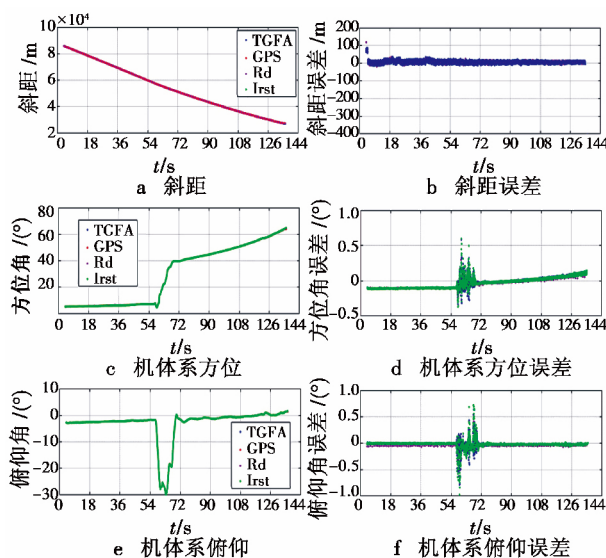 ×10⁴
斜距 /m
10
8
6
4
2
TGFA
GPS
Rd
Irst
0 18 36 54 72 90 108 126 144
t/s
a 斜距
斜距误差 /m
200
100
0
-100
-200
-300
-400
0 18 36 54 72 90 108 126 144
t/s
b 斜距误差
方位角 /(°)
80
60
40
20
TGFA
GPS
Rd
Irst
0 18 36 54 72 90 108 126 144
t/s
c 机体系方位
方位角误差 /(°)
1.0
0.5
0
-0.5
0 18 36 54 72 90 108 126 144
t/s
d 机体系方位误差
俯仰角 /(°)
10
0
-10
-20
-30
TGFA
GPS
Rd
Irst
0 18 36 54 72 90 108 126 144
t/s
e 机体系俯仰
俯仰角误差 /(°)
1.0
0.5
0
-0.5
-1.0
0 18 36 54 72 90 108 126 144
t/s
f 机体系俯仰误差